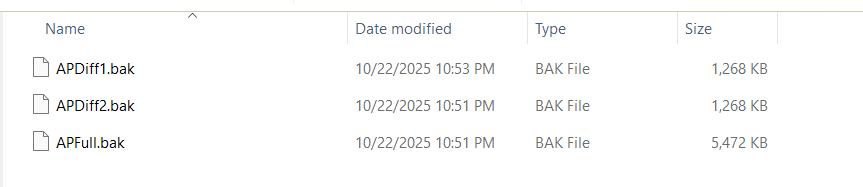 Name Date modified Type Size
APDiff1.bak 10/22/2025 10:53 PM BAK File 1,268 KB
APDiff2.bak 10/22/2025 10:51 PM BAK File 1,268 KB
APFull.bak 10/22/2025 10:51 PM BAK File 5,472 KB